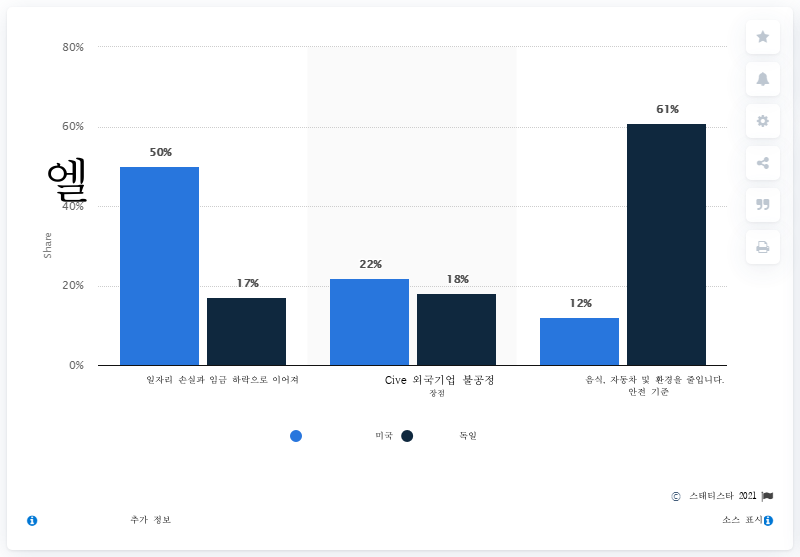 80%
60%
엘
40%
Share
20%
0%
50%
17%
22%
18%
12%
61%
일자리 손실과 임금 하락으로 이어져
Cive 외국기업 불공정
장점
음식, 자동차 및 환경을 줄입니다.
안전 기준
미국
독일
© 스태티스타 2021
추가 정보
소스 표시